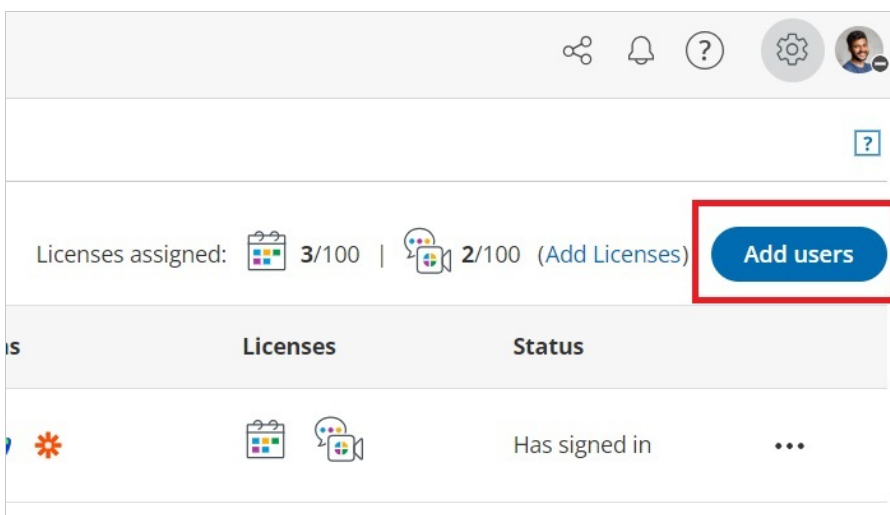 ?
?
Licenses assigned: 3/100 | 2/100 (Add Licenses) Add users
Licenses Status
Has signed in